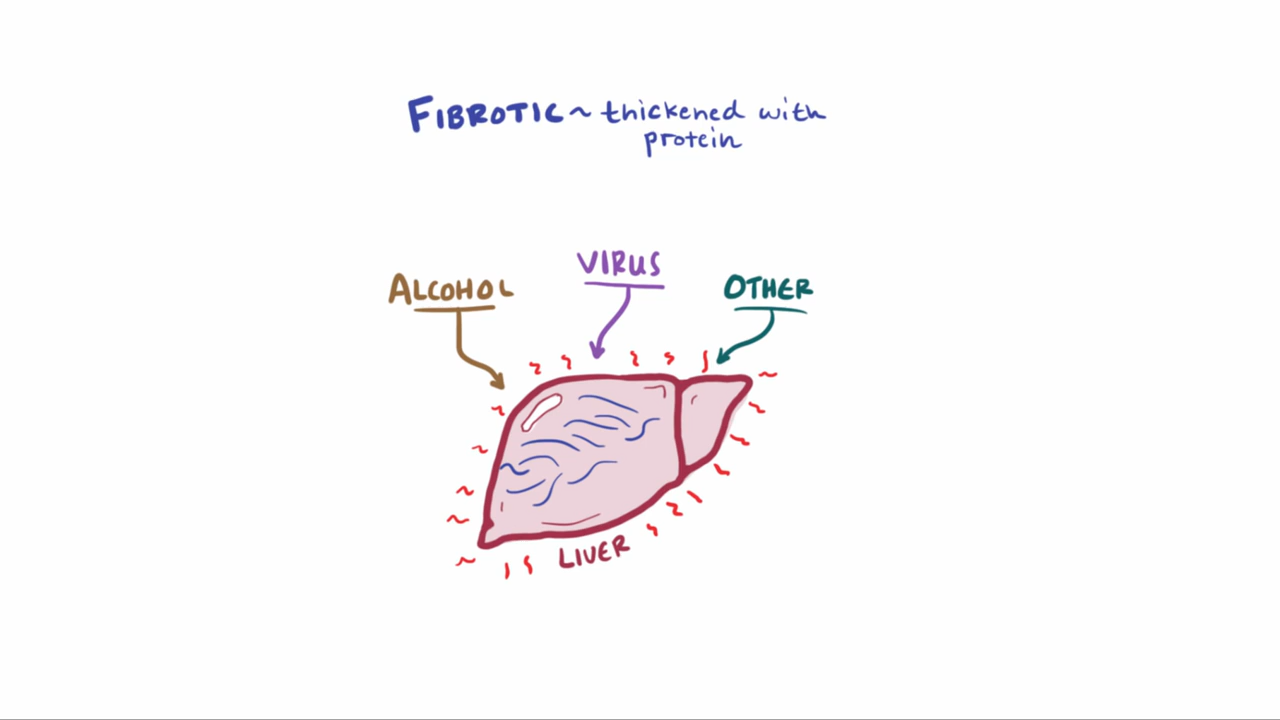 FIBROTIC ~ thickened with
protein
VIRUS
ALCOHOL
OTHER
LIVER